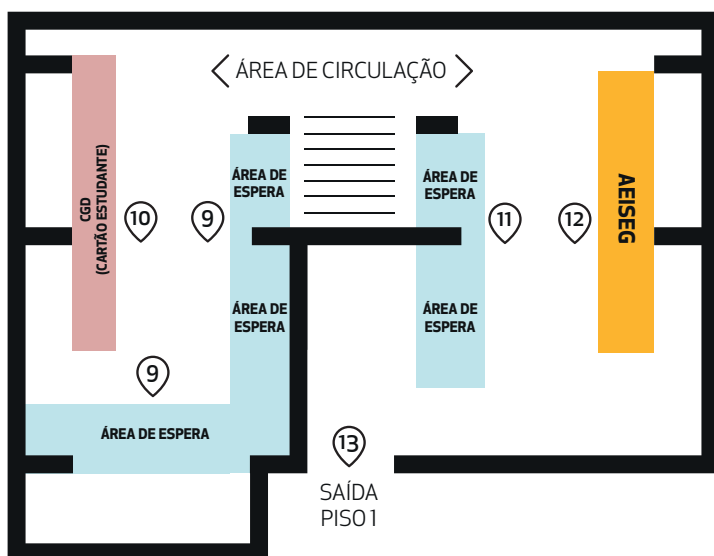 ÁREA DE CIRCULAÇÃO
CGD
(CARTÃO ESTUDANTE)
10
9
ÁREA DE
ESPERA
ÁREA DE
ESPERA
11
12
AEISEG
ÁREA DE
ESPERA
ÁREA DE
ESPERA
9
ÁREA DE ESPERA
13
SAÍDA
PISO 1